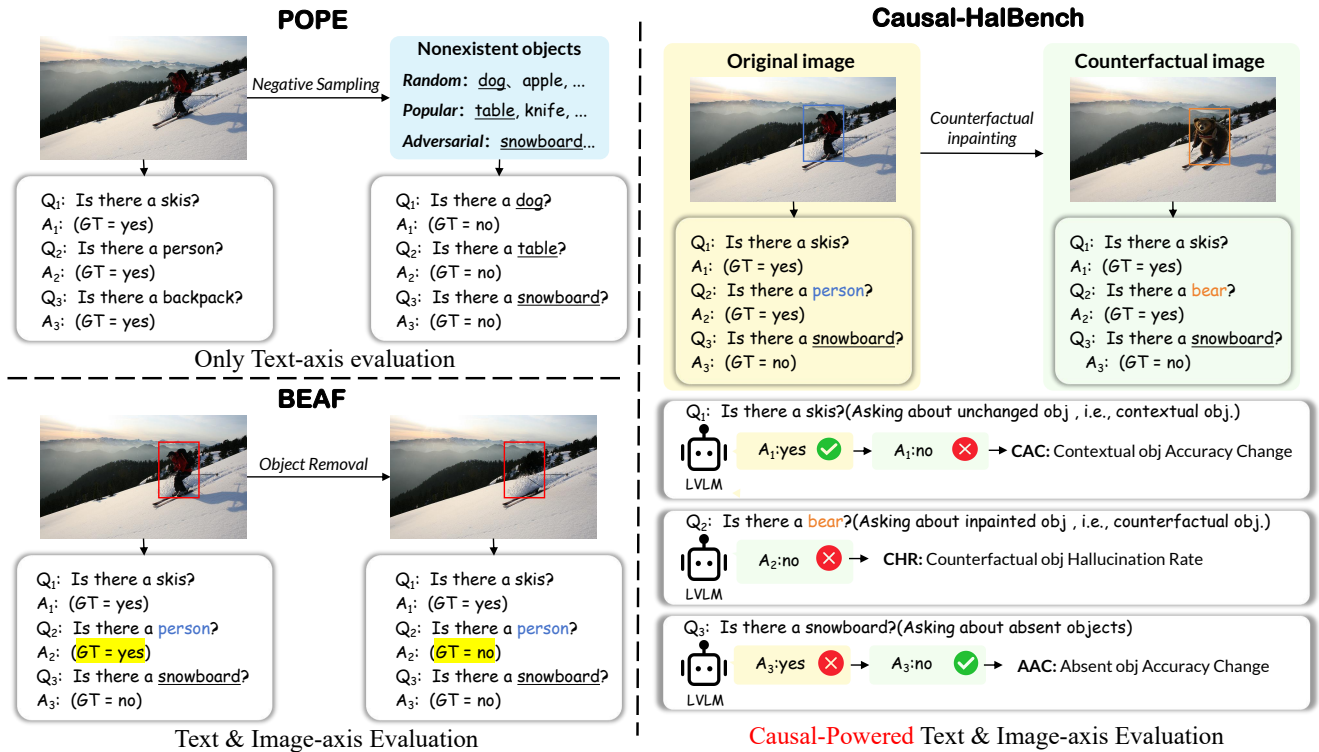 POPE
Negative Sampling
Nonexistent objects
Random: dog、apple, ...
Popular: table, knife, ...
Adversarial: snowboard...
Q1: Is there a skis?
A1: (GT = yes)
Q2: Is there a person?
A2: (GT = yes)
Q3: Is there a backpack?
A3: (GT = yes)
Q1: Is there a dog?
A1: (GT = no)
Q2: Is there a table?
A2: (GT = no)
Q3: Is there a snowboard?
A3: (GT = no)
Only Text-axis evaluation
BEAF
Object Removal
Q1: Is there a skis?
A1: (GT = yes)
Q2: Is there a person?
A2: (GT = yes)
Q3: Is there a snowboard?
A3: (GT = no)
Q1: Is there a skis?
A1: (GT = yes)
Q2: Is there a person?
A2: (GT = no)
Q3: Is there a snowboard?
A3: (GT = no)
Text & Image-axis Evaluation
Causal-HalBench
Original image
Counterfactual
inpainting
Counterfactual image
Q1: Is there a skis?
A1: (GT = yes)
Q2: Is there a person?
A2: (GT = yes)
Q3: Is there a snowboard?
A3: (GT = no)
Q1: Is there a skis?
A1: (GT = yes)
Q2: Is there a bear?
A2: (GT = yes)
Q3: Is there a snowboard?
A3: (GT = no)
Q1: Is there a skis?(Asking about unchanged obj , i.e., contextual obj.)
LVLM
A1:yes
A1:no
CAC: Contextual obj Accuracy Change
Q2: Is there a bear?(Asking about inpainted obj , i.e., counterfactual obj.)
LVLM
A2:no
CHR: Counterfactual obj Hallucination Rate
Q3: Is there a snowboard?(Asking about absent objects)
LVLM
A3:yes
A3:no
AAC: Absent obj Accuracy Change
Causal-Powered Text & Image-axis Evaluation